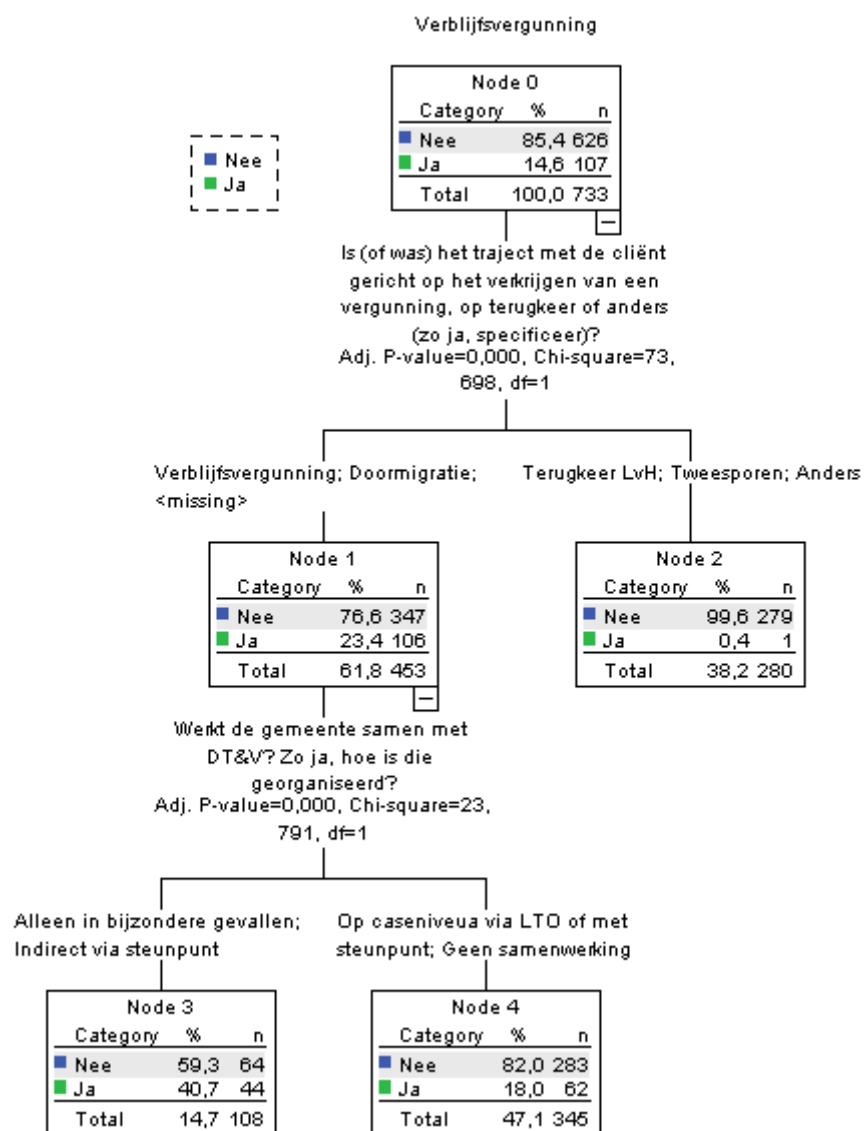 Verblijfsvergunning
Nee
Ja
Node 0
Category % n
Nee 85,4 626
Ja 14,6 107
Total 100,0 733
Is (of was) het traject met de cliënt
gericht op het verkrijgen van een
vergunning, op terugkeer of anders
(zo ja, specificeer)?
Adj. P-value=0,000, Chi-square=73,
698, df=1
Verblijfsvergunning; Doormigratie;
<missing>
Terugkeer LvH; Tweesporen; Anders
Node 1
Category % n
Nee 76,6 347
Ja 23,4 106
Total 61,8 453
Node 2
Category % n
Nee 99,6 279
Ja 0,4 1
Total 38,2 280
Werkt de gemeente samen met
DT&V? Zo ja, hoe is die
georganiseerd?
Adj. P-value=0,000, Chi-square=23,
791, df=1
Alleen in bijzondere gevallen;
Indirect via steunpunt
Op caseniveua via LTO of met
steunpunt; Geen samenwerking
Node 3
Category % n
Nee 59,3 64
Ja 40,7 44
Total 14,7 108
Node 4
Category % n
Nee 82,0 283
Ja 18,0 62
Total 47,1 345